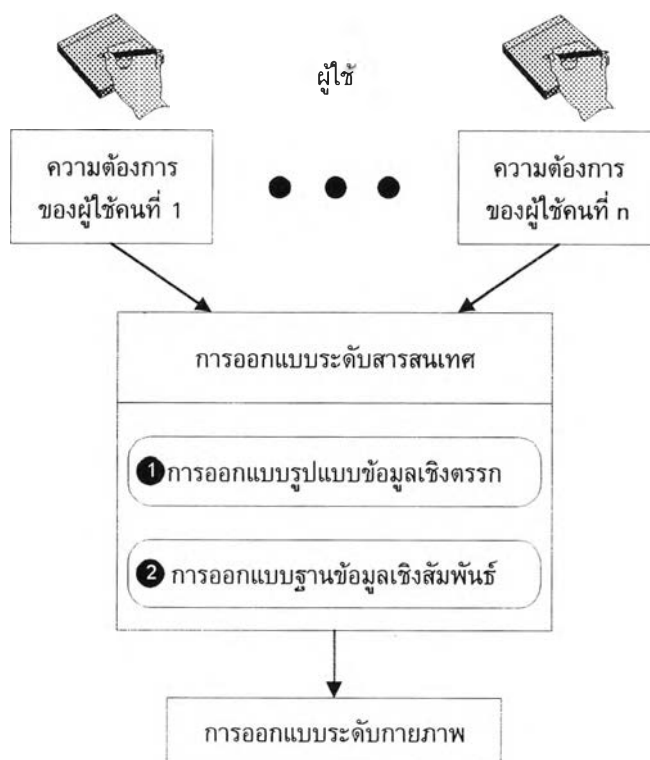 ผู้ใช้
ความต้องการ
ของผู้ใช้คนที่ 1
ความต้องการ
ของผู้ใช้คนที่ n
การออกแบบระดับสารสนเทศ
1 การออกแบบรูปแบบข้อมูลเชิงตรรก
2 การออกแบบฐานข้อมูลเชิงสัมพันธ์
การออกแบบระดับกายภาพ